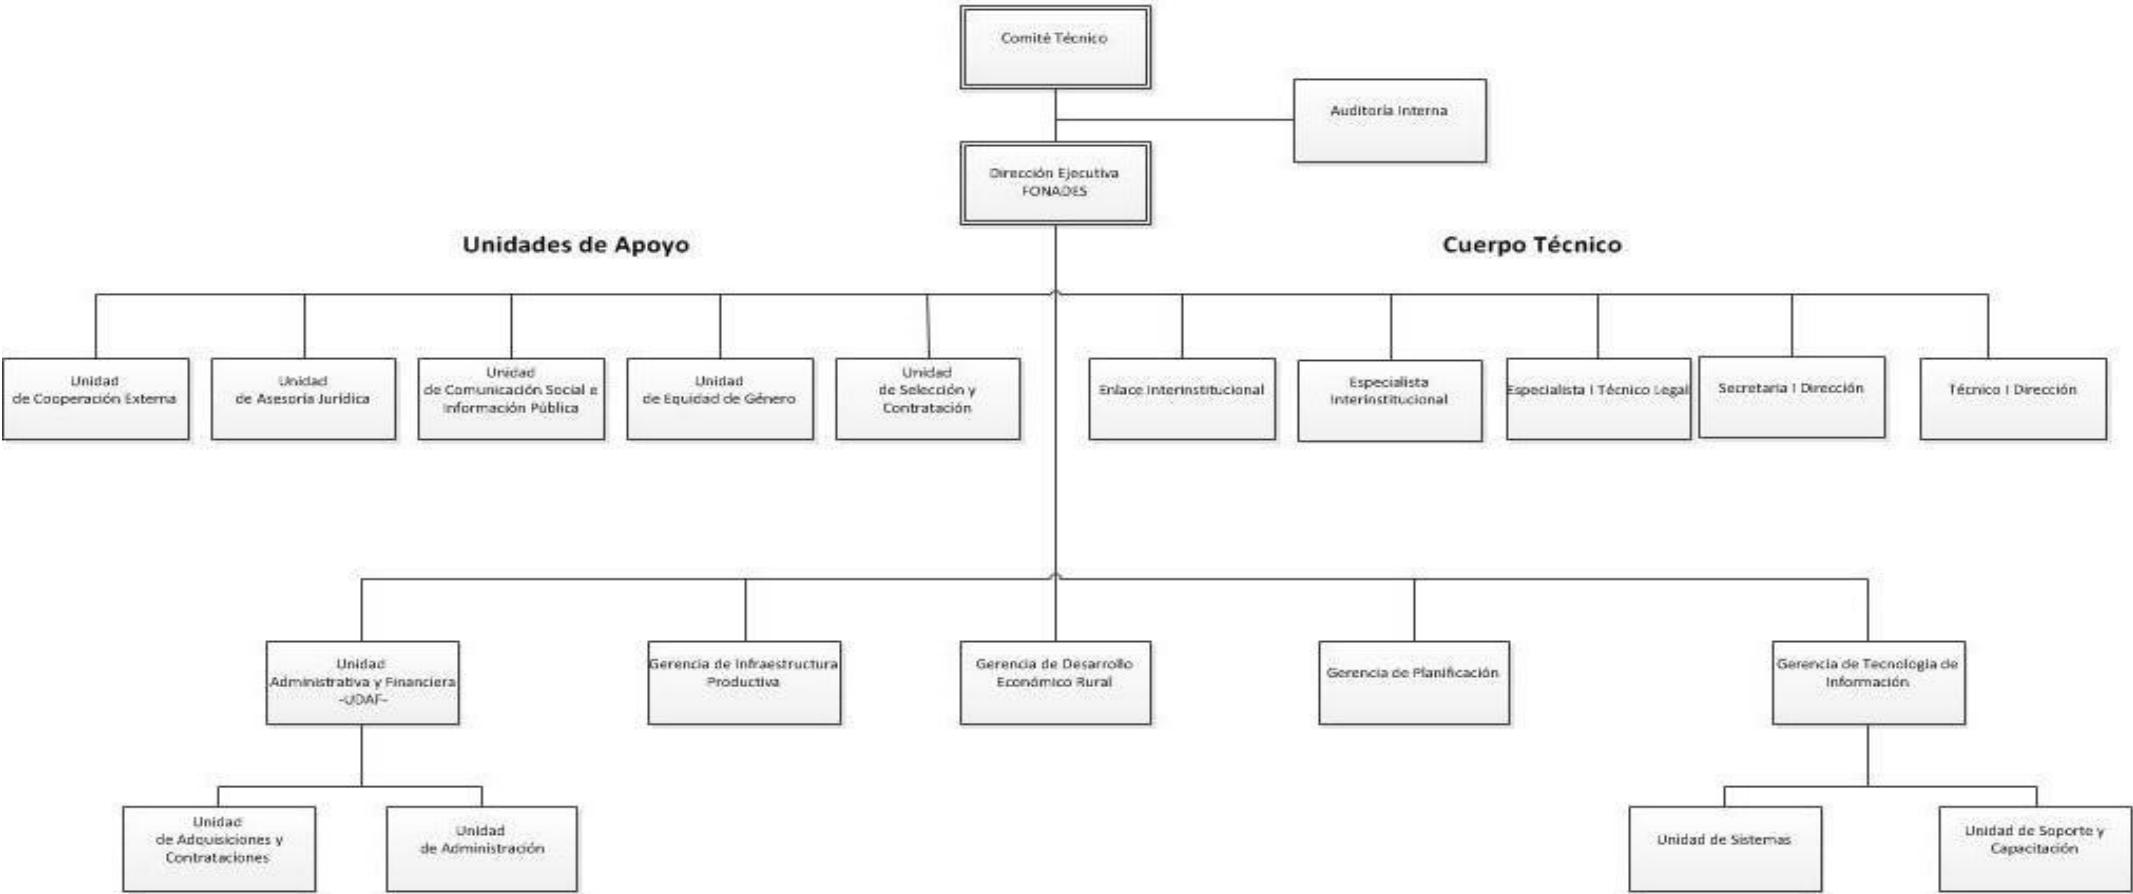 Comité Técnico
Auditoría Interna
Dirección Ejecutiva
FONADES
Unidades de Apoyo
Cuerpo Técnico
Unidad
de Cooperación Externa
Unidad
de Asesoría Jurídica
Unidad
de Comunicación Social e
Información Pública
Unidad
de Equidad de Género
Unidad
de Selección y
Contratación
Enlace Interinstitucional
Especialista
Interinstitucional
Especialista I Técnico Legal
Secretaria I Dirección
Técnico I Dirección
Unidad
Administrativa y Financiera
-UDAF-
Gerencia de Infraestructura
Productiva
Gerencia de Desarrollo
Económico Rural
Gerencia de Planificación
Gerencia de Tecnología de
Información
Unidad
de Adquisiciones y
Contrataciones
Unidad
de Administración
Unidad de Sistemas
Unidad de Soporte y
Capacitación